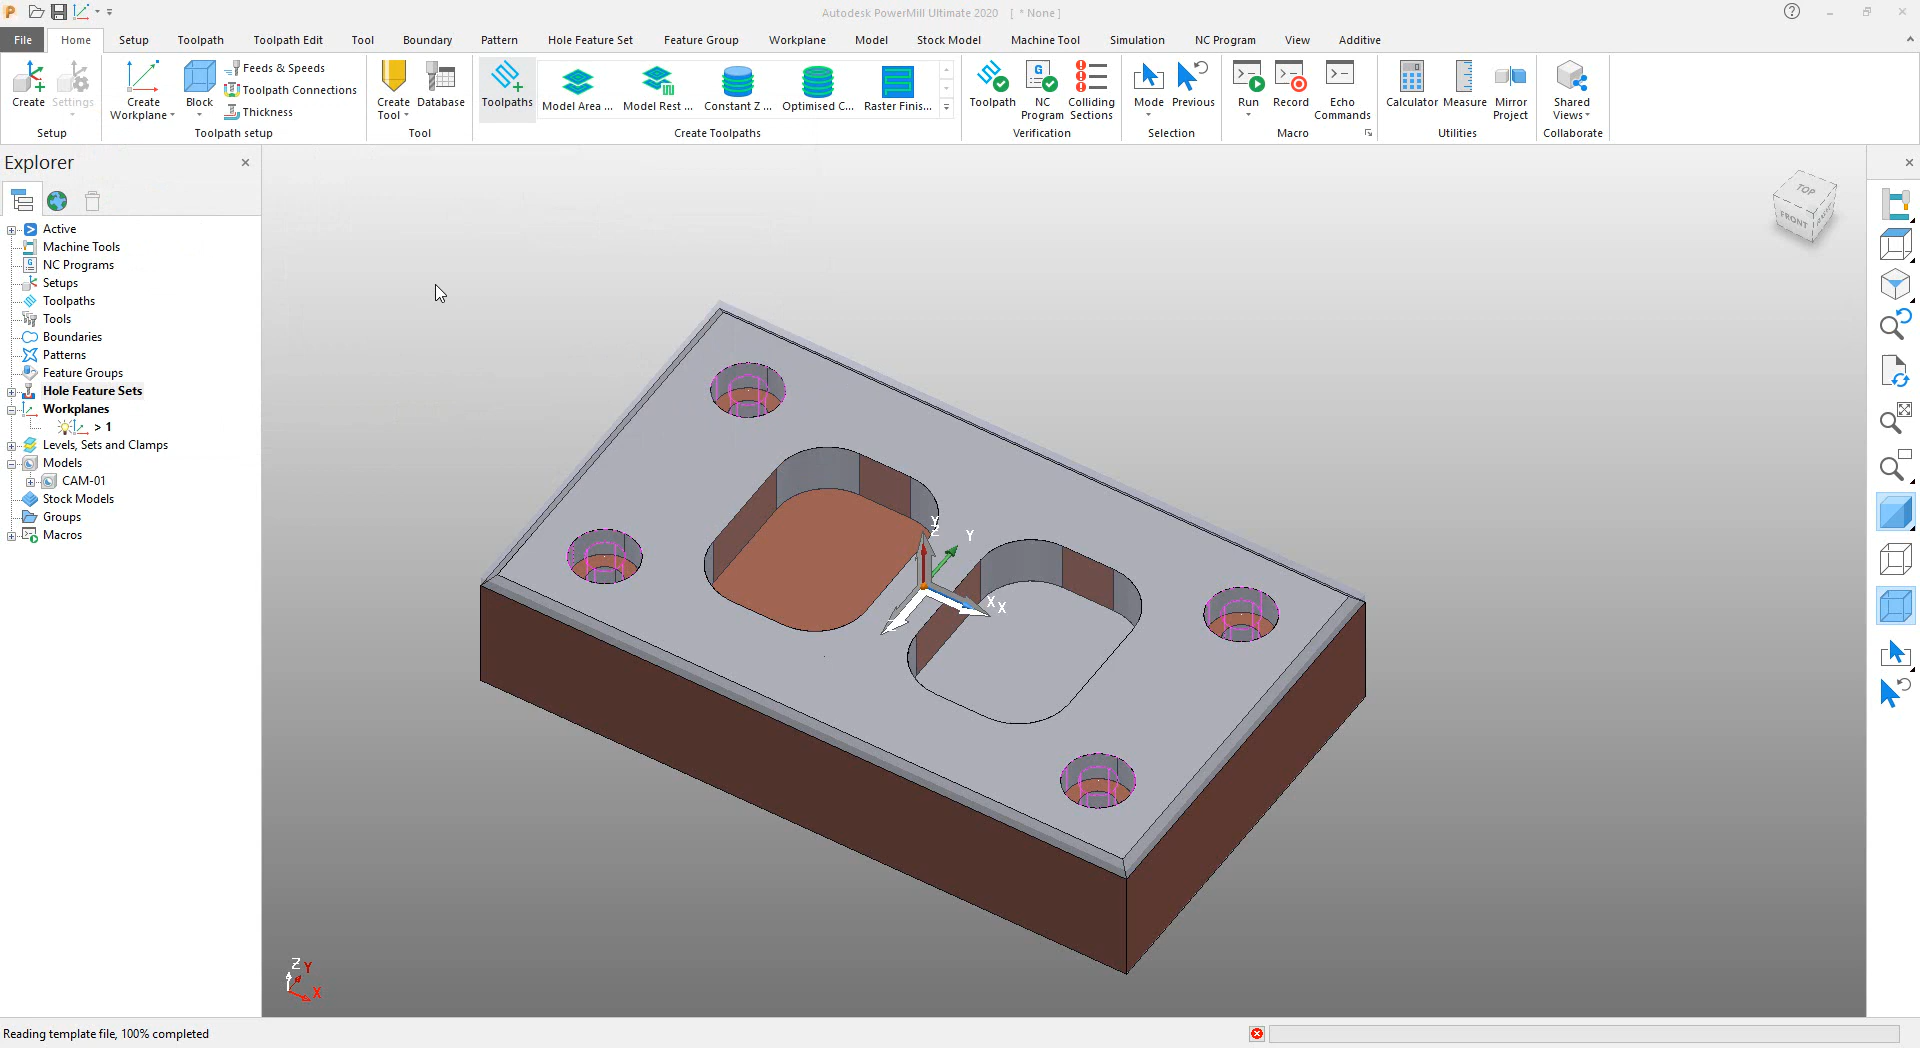 Autodesk PowerMill Ultimate 2020 [ * None ]
File Home Setup Toolpath Toolpath Edit Tool Boundary Pattern Hole Feature Set Feature Group Workplane Model Stock Model Machine Tool Simulation NC Program View Additive
Create
Settings
Setup
Create Workplane
Block
Feeds & Speeds
Toolpath Connections
Thickness
Toolpath setup
Create Tool
Database
Tool
Toolpaths
Model Area ...
Model Rest ...
Constant Z ...
Optimised C...
Raster Finis...
Create Toolpaths
Toolpath
NC Program
Colliding Sections
Verification
Mode
Previous
Selection
Run
Record
Echo Commands
Macro
Calculator
Measure
Mirror Project
Utilities
Shared Views
Collaborate
Explorer
Active
Machine Tools
NC Programs
Setups
Toolpaths
Tools
Boundaries
Patterns
Feature Groups
Hole Feature Sets
Workplanes
> 1
Levels, Sets and Clamps
Models
CAM-01
Stock Models
Groups
Macros
TOP
FRONT
Y
Z
Y
X
X
Z
Y
X
Reading template file, 100% completed